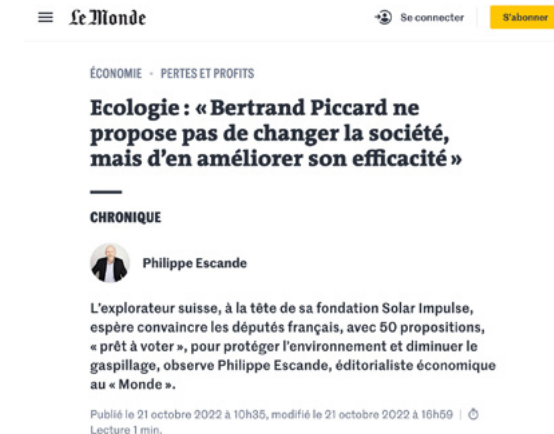 Le Monde
Se connecter
S'abonner
ÉCONOMIE • PERTES ET PROFITS
Ecologie : « Bertrand Piccard ne
propose pas de changer la société,
mais d'en améliorer son efficacité »
CHRONIQUE
Philippe Escande
L'explorateur suisse, à la tête de sa fondation Solar Impulse,
espère convaincre les députés français, avec 50 propositions,
« prêt à voter », pour protéger l'environnement et diminuer le
gaspillage, observe Philippe Escande, éditorialiste économique
au « Monde ».
Publié le 21 octobre 2022 à 10h35, modifié le 21 octobre 2022 à 16h59 |
Lecture 1 min.